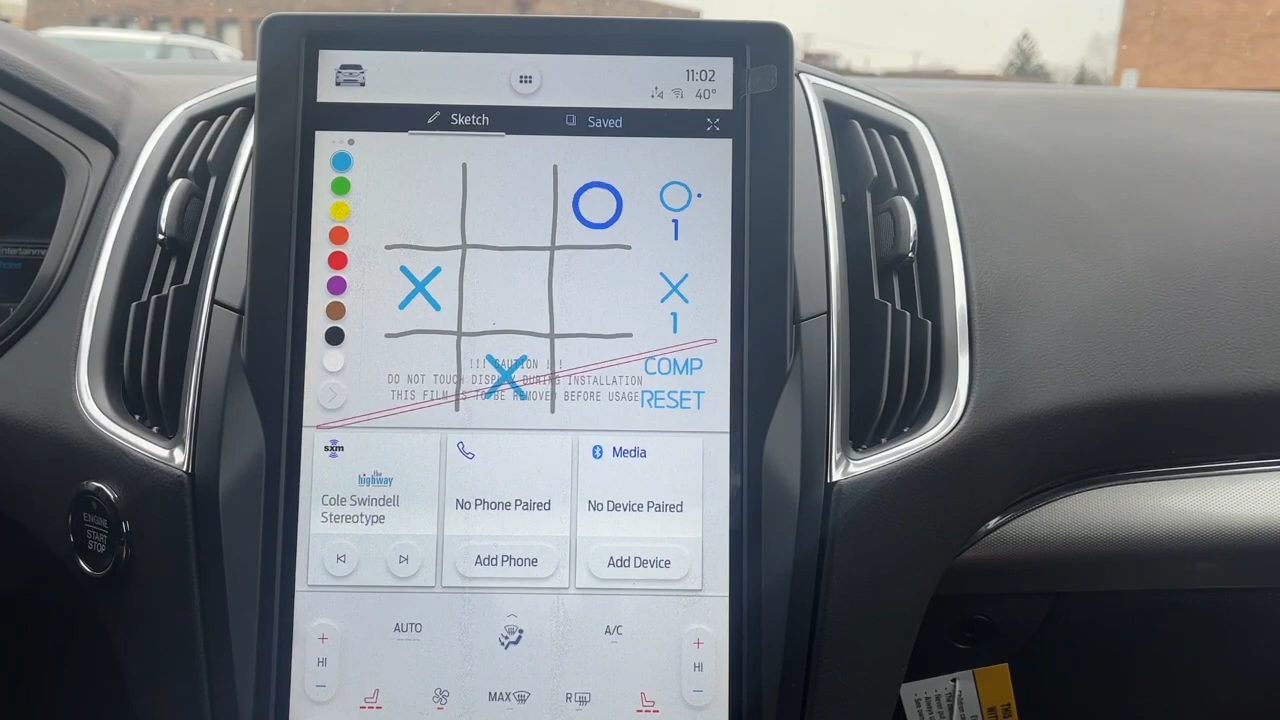 11:02
40°
Sketch
Saved
1
X
1
!!! CAUTION !!!
DO NOT TOUCH DISPLAY DURING INSTALLATION
THIS FILM IS TO BE REMOVED BEFORE USAGE
COMP
RESET
sxm
the
highway
Cole Swindell
Stereotype
No Phone Paired
Add Phone
Media
No Device Paired
Add Device
ENGINE
START
STOP
AUTO
A/C
+
HI
−
+
HI
−
MAX
R